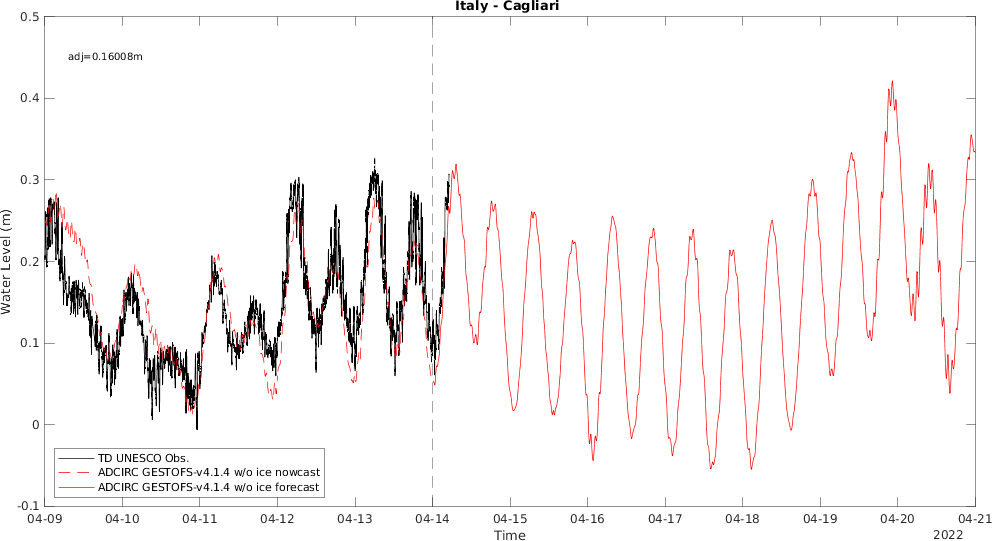 Italy - Cagliari
0.5
adj=0.16008m
0.4
0.3
0.2
0.1
0
-0.1
Water Level (m)
TD UNESCO Obs.
ADCIRC GESTOFS-v4.1.4 w/o ice nowcast
ADCIRC GESTOFS-v4.1.4 w/o ice forecast
04-09 04-10 04-11 04-12 04-13 04-14 04-15 04-16 04-17 04-18 04-19 04-20 04-21
Time
2022